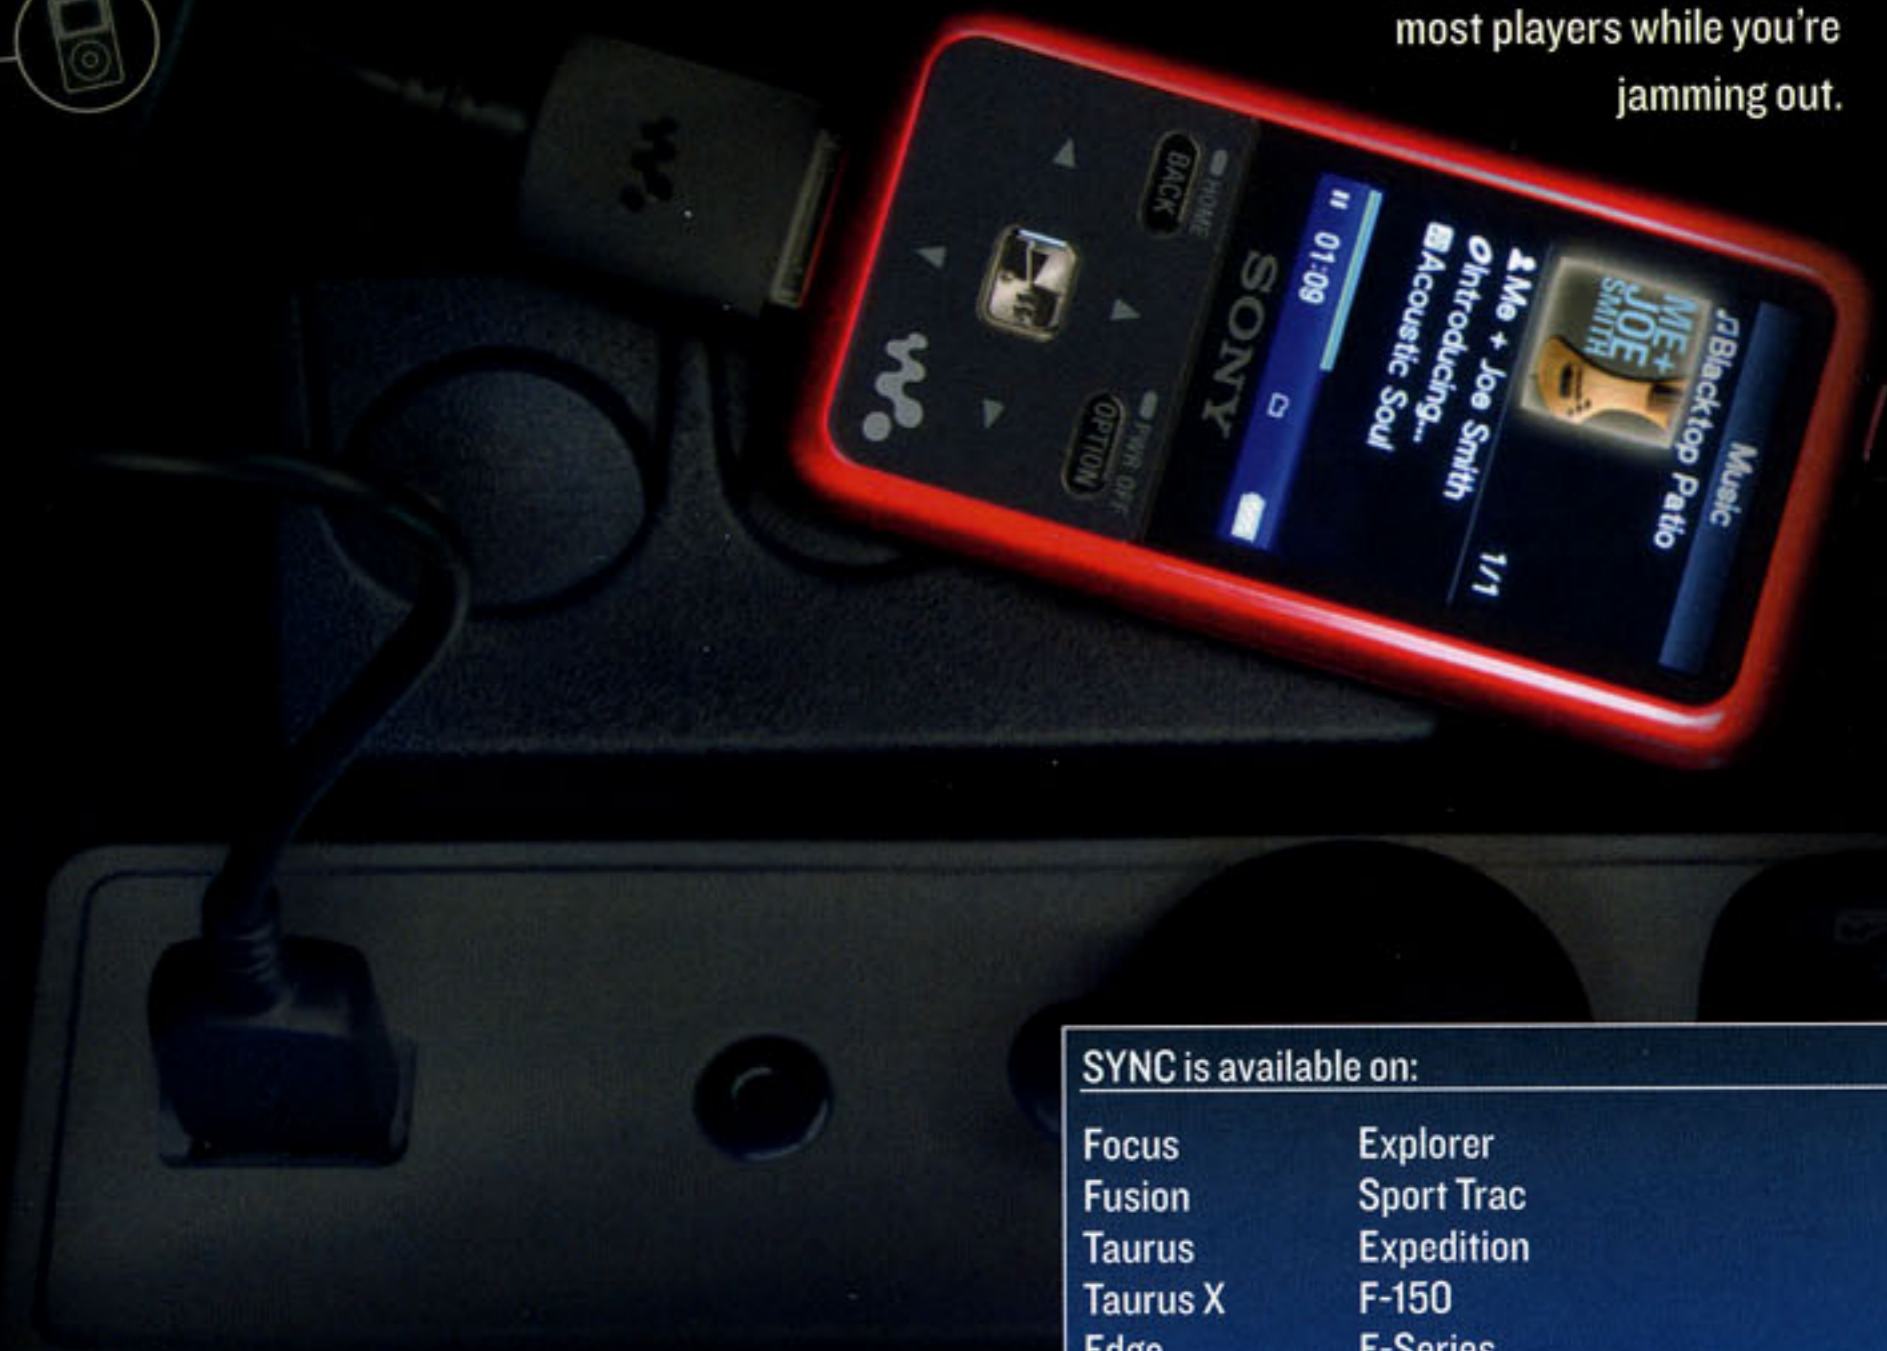 most players while you're
jamming out.
BACK
HOME
OPTION
PWR OFF
SONY
Music
Blacktop Patio
ME+
JOE
SMITH
Me + Joe Smith
Introducing...
Acoustic Soul
1/1
01:09
SYNC is available on:
Focus Explorer
Fusion Sport Trac
Taurus Expedition
Taurus X F-150
Edge E-Series